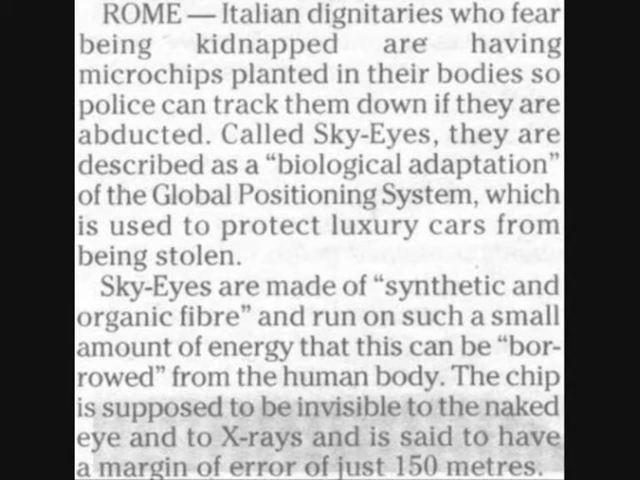 ROME — Italian dignitaries who fear
being kidnapped are having
microchips planted in their bodies so
police can track them down if they are
abducted. Called Sky-Eyes, they are
described as a “biological adaptation”
of the Global Positioning System, which
is used to protect luxury cars from
being stolen.
Sky-Eyes are made of “synthetic and
organic fibre” and run on such a small
amount of energy that this can be “bor-
rowed” from the human body. The chip
is supposed to be invisible to the naked
eye and to X-rays and is said to have
a margin of error of just 150 metres.